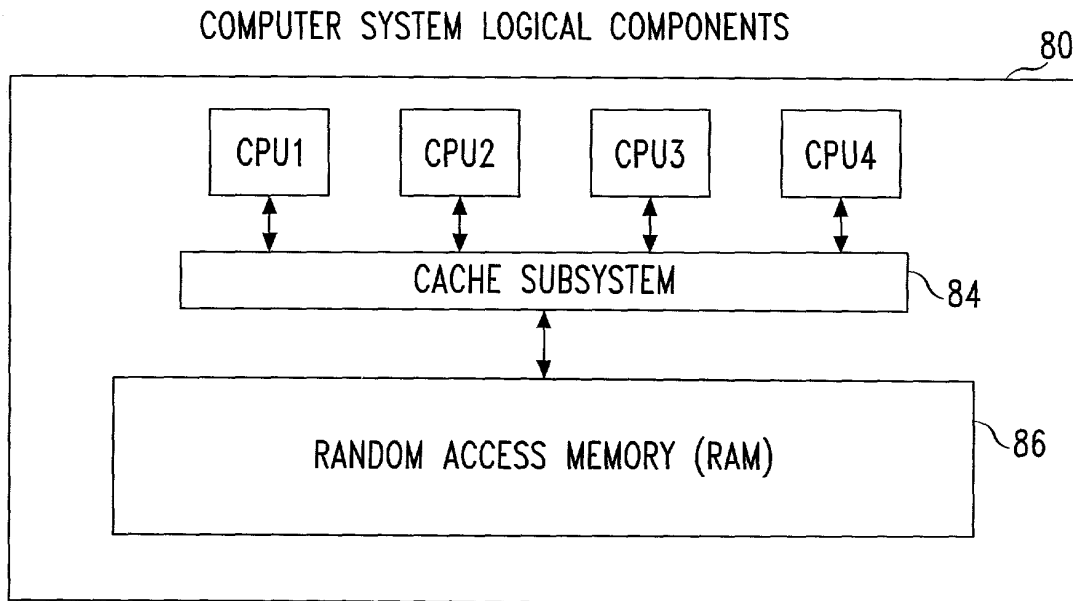 COMPUTER SYSTEM LOGICAL COMPONENTS
80
CPU1 CPU2 CPU3 CPU4
CACHE SUBSYSTEM
84
RANDOM ACCESS MEMORY (RAM)
86